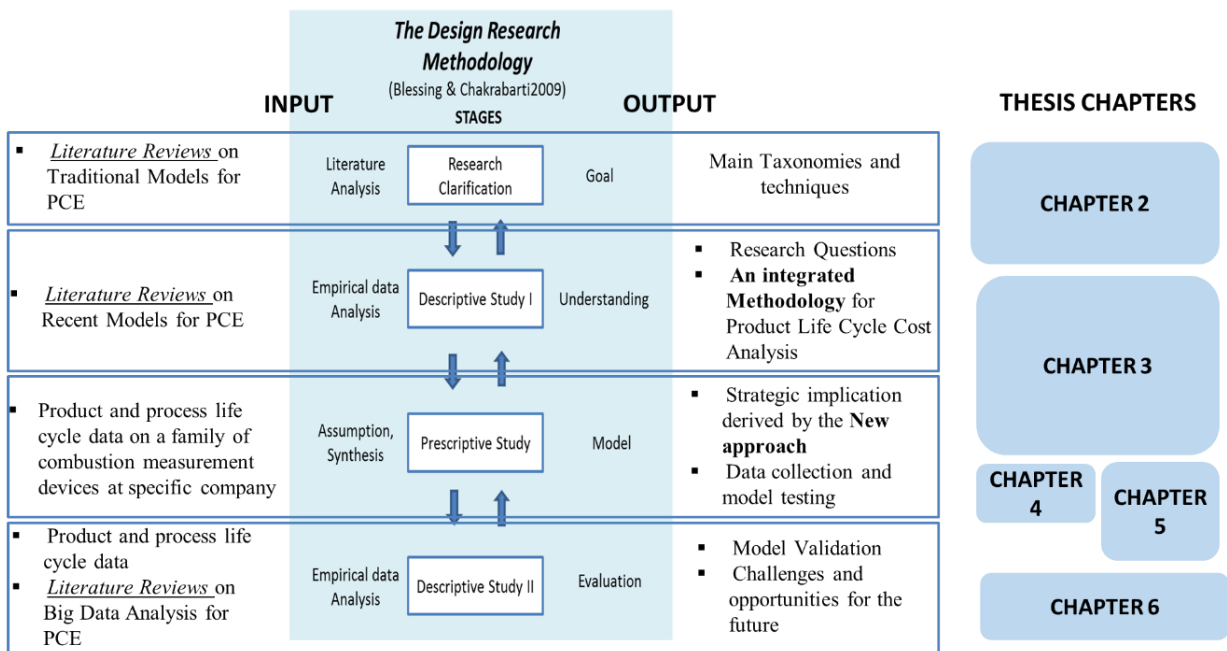 The Design Research
Methodology
(Blessing & Chakrabarti2009)
STAGES
INPUT
OUTPUT
THESIS CHAPTERS
▪ Literature Reviews on
Traditional Models for
PCE
Literature
Analysis
Research
Clarification
Goal
Main Taxonomies and
techniques
CHAPTER 2
▪ Literature Reviews on
Recent Models for PCE
Empirical data
Analysis
Descriptive Study I
Understanding
▪ Research Questions
▪ An integrated
Methodology for
Product Life Cycle Cost
Analysis
CHAPTER 3
▪ Product and process life
cycle data on a family of
combustion measurement
devices at specific company
Assumption,
Synthesis
Prescriptive Study
Model
▪ Strategic implication
derived by the New
approach
▪ Data collection and
model testing
CHAPTER
4
CHAPTER
5
▪ Product and process life
cycle data
▪ Literature Reviews on
Big Data Analysis for
PCE
Empirical data
Analysis
Descriptive Study II
Evaluation
▪ Model Validation
▪ Challenges and
opportunities for the
future
CHAPTER 6